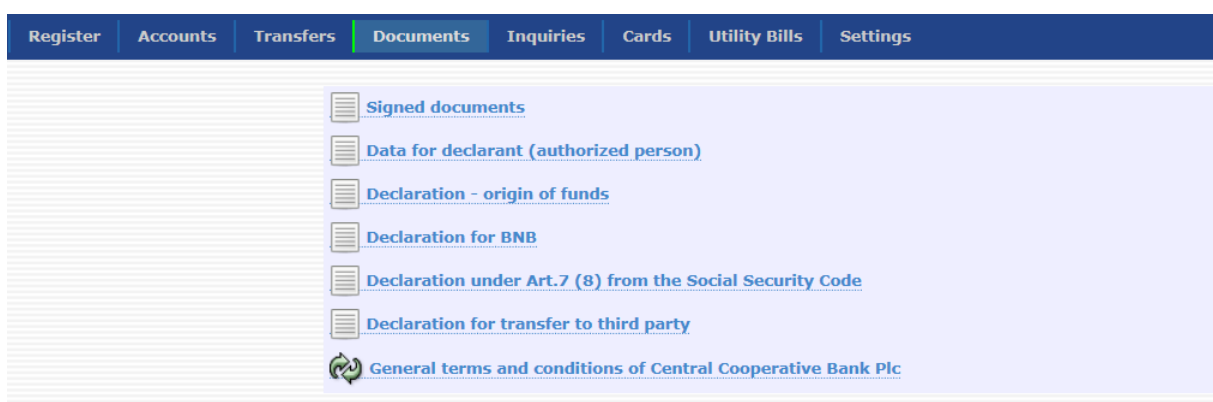 Register Accounts Transfers Documents Inquiries Cards Utility Bills Settings
Signed documents
Data for declarant (authorized person)
Declaration - origin of funds
Declaration for BNB
Declaration under Art.7 (8) from the Social Security Code
Declaration for transfer to third party
General terms and conditions of Central Cooperative Bank Plc